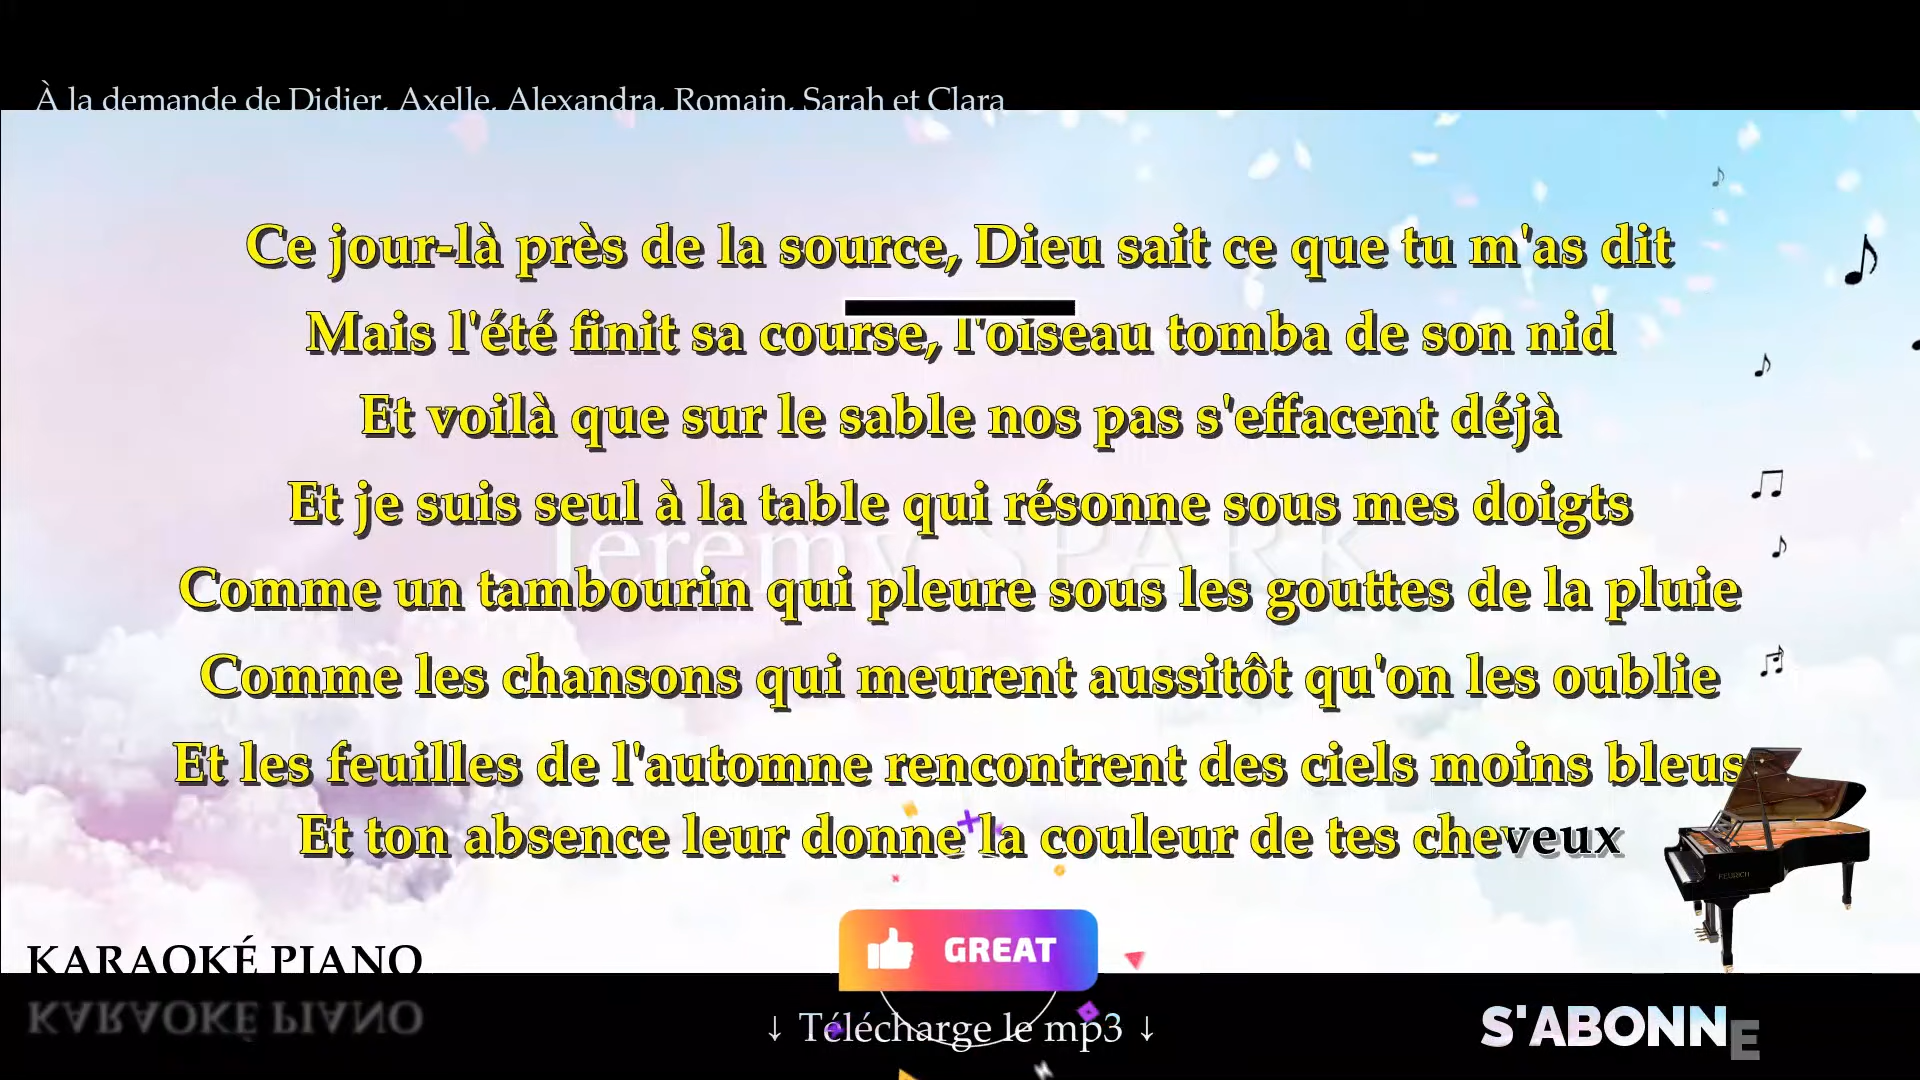 À la demande de Didier, Axelle, Alexandra, Romain, Sarah et Clara
Ce jour-là près de la source, Dieu sait ce que tu m'as dit
Mais l'été finit sa course, l'oiseau tomba de son nid
Et voilà que sur le sable nos pas s'effacent déjà
Et je suis seul à la table qui résonne sous mes doigts
Jeremy SPARK
Comme un tambourin qui pleure sous les gouttes de la pluie
Comme les chansons qui meurent aussitôt qu'on les oublie
Et les feuilles de l'automne rencontrent des ciels moins bleus
Et ton absence leur donne la couleur de tes cheveux
FEURICH
GREAT
KARAOKÉ PIANO
KARAOKÉ PIANO
↓ Télécharge le mp3 ↓
S'ABONNE